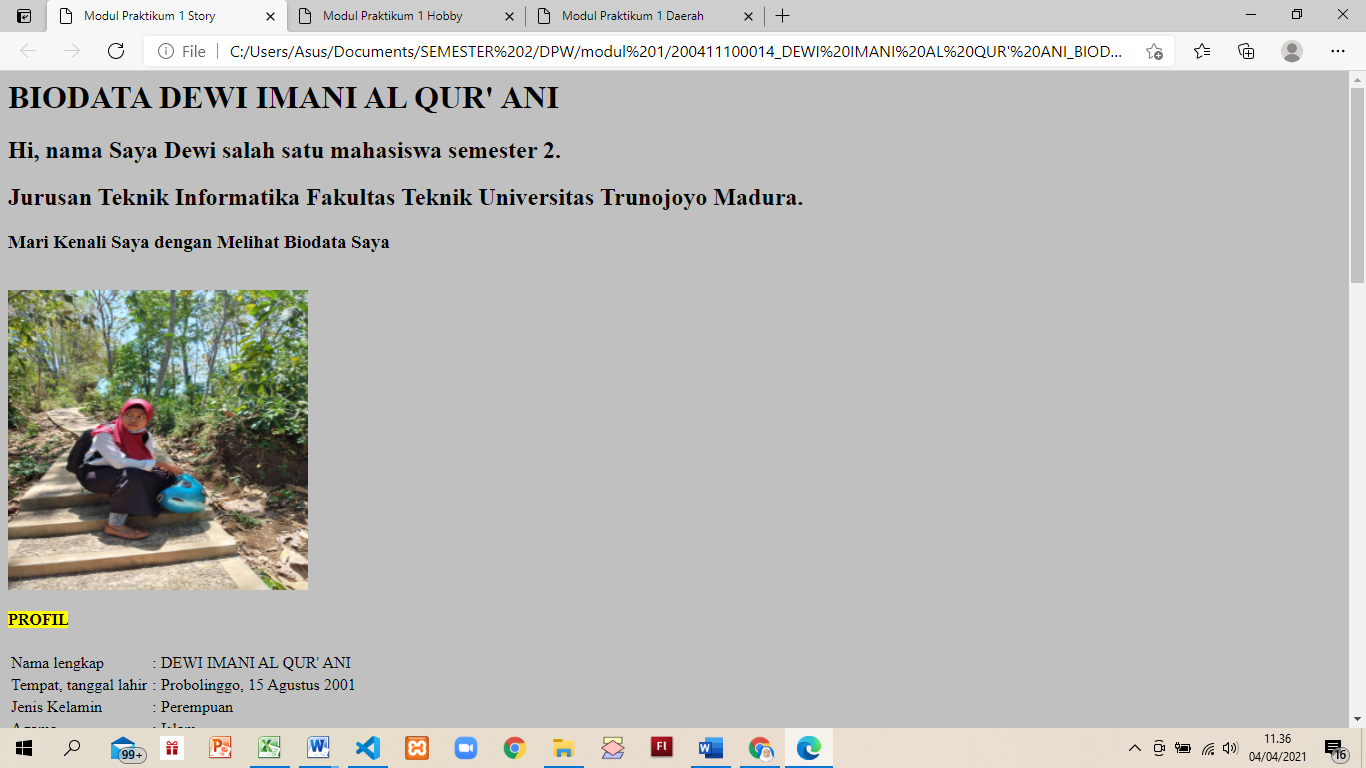 Modul Praktikum 1 Story
Modul Praktikum 1 Hobby
Modul Praktikum 1 Daerah
File
C:/Users/Asus/Documents/SEMESTER%202/DPW/modul%201/200411100014_DEWI%20IMANI%20AL%20QUR'%20ANI_BIOD...
BIODATA DEWI IMANI AL QUR' ANI
Hi, nama Saya Dewi salah satu mahasiswa semester 2.
Jurusan Teknik Informatika Fakultas Teknik Universitas Trunojoyo Madura.
Mari Kenali Saya dengan Melihat Biodata Saya
PROFIL
Nama lengkap : DEWI IMANI AL QUR' ANI
Tempat, tanggal lahir : Probolinggo, 15 Agustus 2001
Jenis Kelamin : Perempuan
99+
Fl
11.36
04/04/2021
16